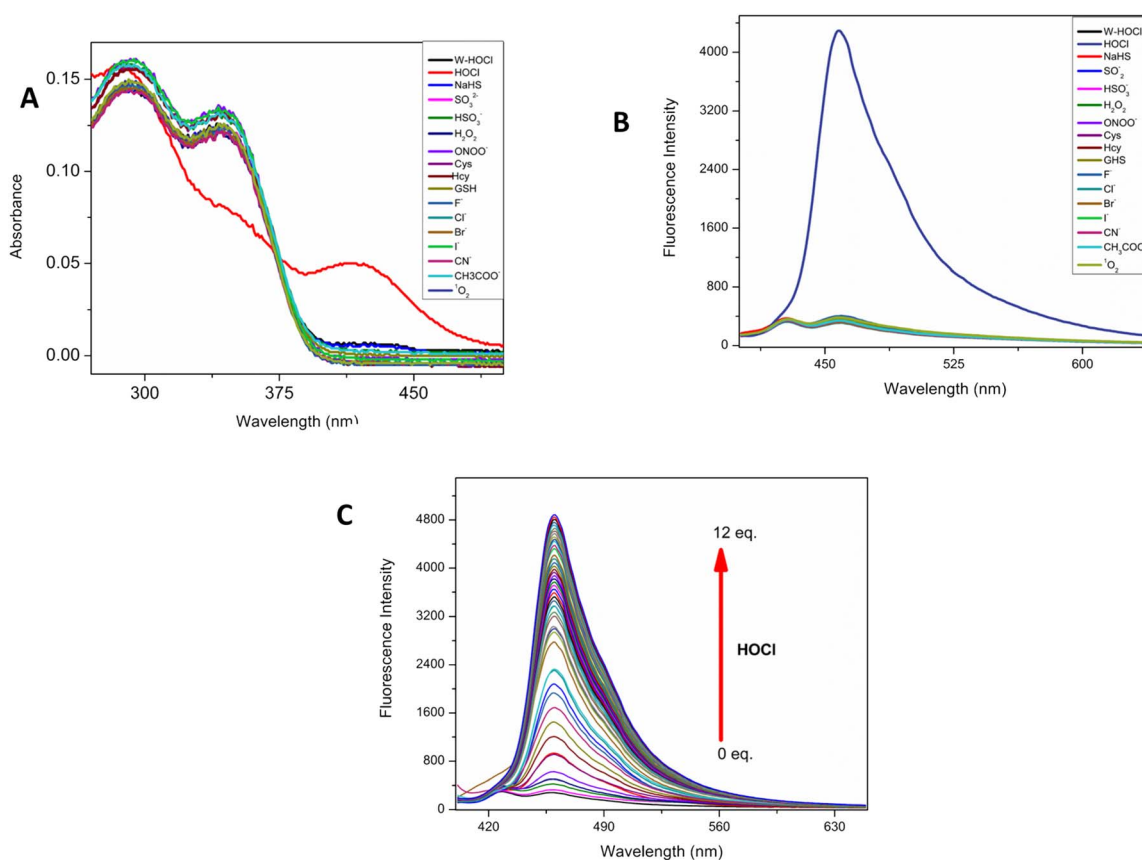 A
Absorbance
0.15
0.10
0.05
0.00
300
375
450
Wavelength (nm)
W-HOCl
HOCl
NaHS
SO₃²⁻
HSO₃⁻
H₂O₂
ONOO⁻
Cys
Hcy
GSH
F⁻
Cl⁻
Br⁻
I⁻
CN⁻
CH3COO⁻
¹O₂
B
Fluorescence Intensity
4000
3200
2400
1600
800
0
450
525
600
Wavelength (nm)
W-HOCl
HOCl
NaHS
SO⁻₂
HSO₃⁻
H₂O₂
ONOO⁻
Cys
Hcy
GHS
F⁻
Cl⁻
Br⁻
I⁻
CN⁻
CH₃COO
¹O₂
C
Fluorescence Intensity
4800
4000
3200
2400
1600
800
0
420
490
560
630
Wavelength (nm)
12 eq.
HOCl
0 eq.